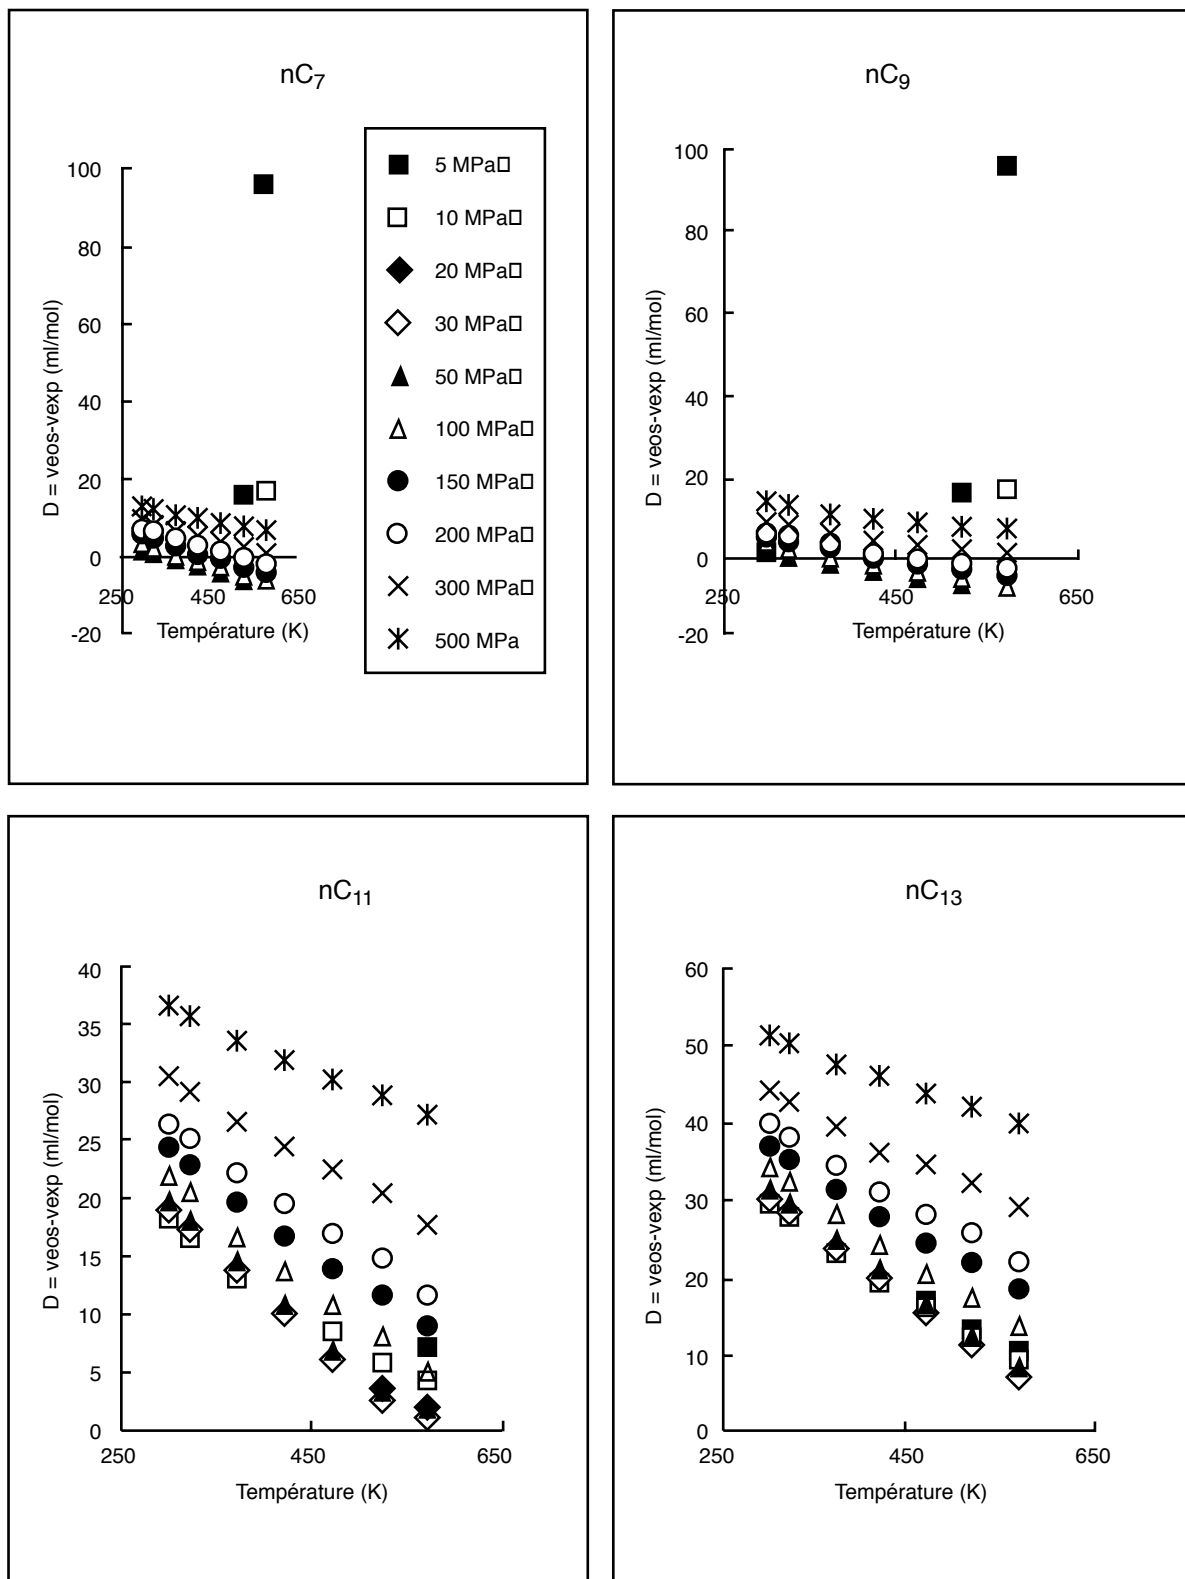 nC7
100
80
60
40
20
0
-20
250
450
650
D = veos-vexp (ml/mol)
Température (K)
5 MPa□
10 MPa□
20 MPa□
30 MPa□
50 MPa□
100 MPa□
150 MPa□
200 MPa□
300 MPa□
500 MPa
nC9
100
80
60
40
20
0
-20
250
450
650
D = veos-vexp (ml/mol)
Température (K)
nC11
40
35
30
25
20
15
10
5
0
250
450
650
D = veos-vexp (ml/mol)
Température (K)
nC13
60
50
40
30
20
10
0
250
450
650
D = veos-vexp (ml/mol)
Température (K)